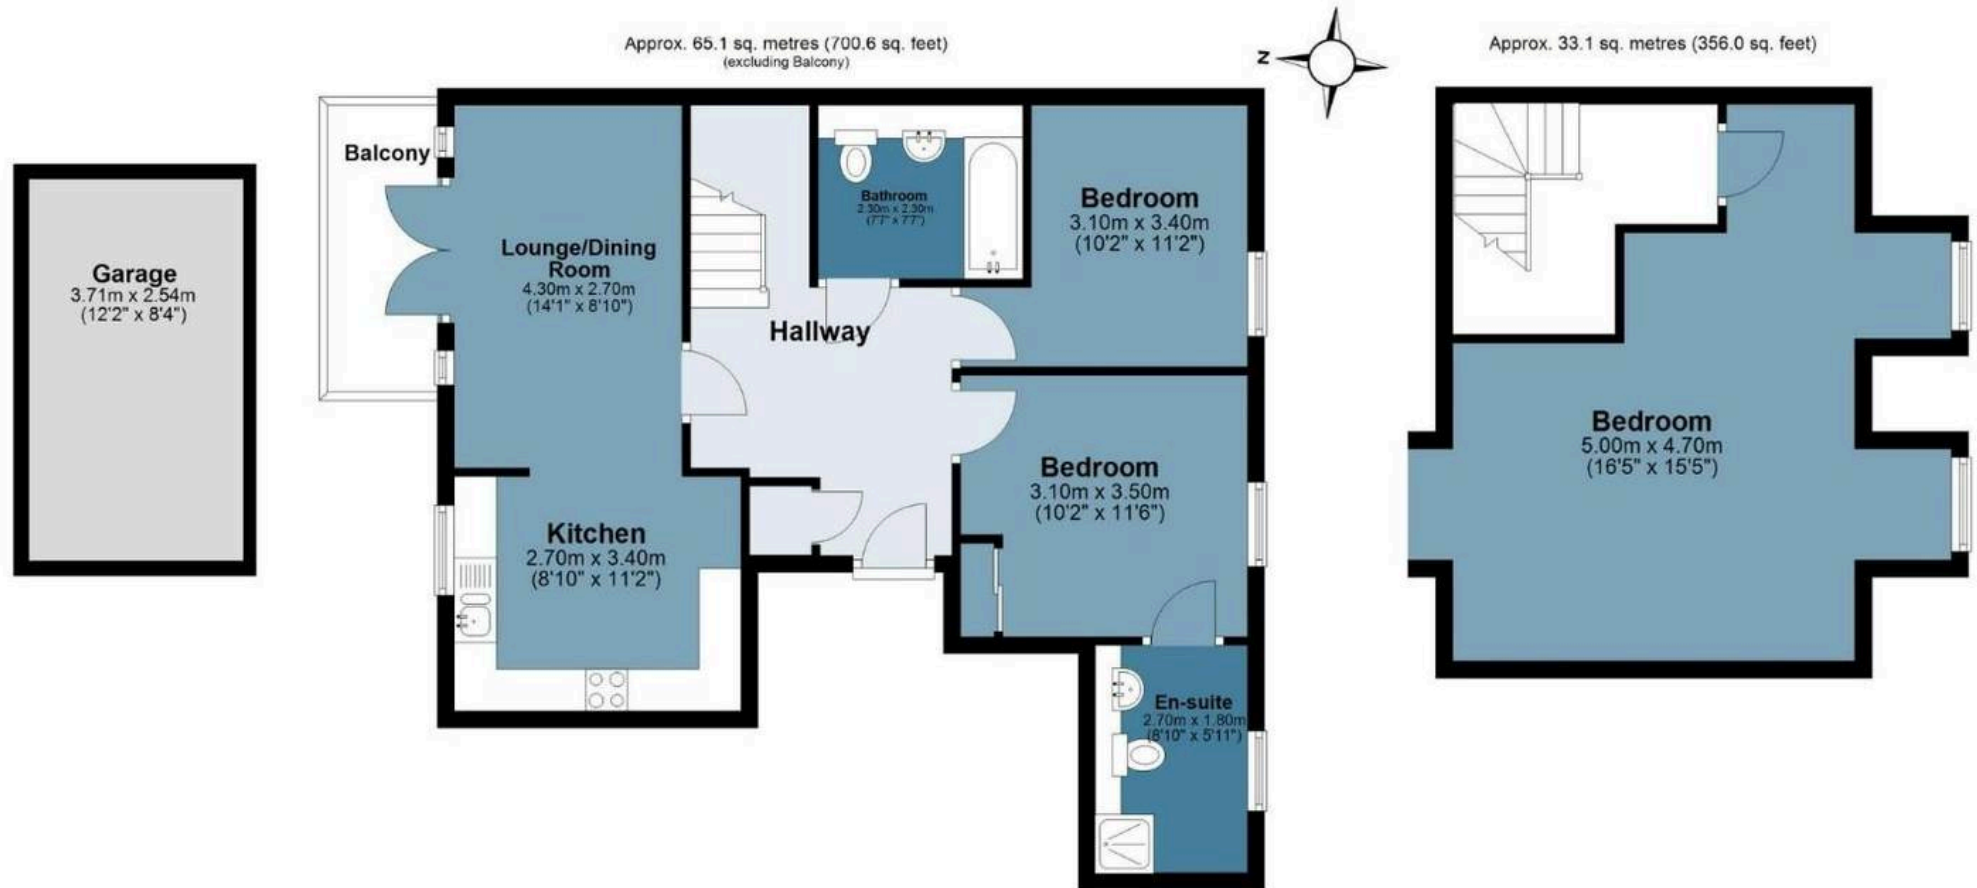 Approx. 65.1 sq. metres (700.6 sq. feet)
(excluding Balcony)
Z
Approx. 33.1 sq. metres (356.0 sq. feet)
Garage
3.71m x 2.54m
(12'2" x 8'4")
Balcony
Lounge/Dining
Room
4.30m x 2.70m
(14'1" x 8'10")
Kitchen
2.70m x 3.40m
(8'10" x 11'2")
Hallway
Bathroom
2.30m x 2.30m
(7'7" x 7'7")
Bedroom
3.10m x 3.40m
(10'2" x 11'2")
Bedroom
3.10m x 3.50m
(10'2" x 11'6")
En-suite
2.70m x 1.80m
(8'10" x 5'11")
Bedroom
5.00m x 4.70m
(16'5" x 15'5")